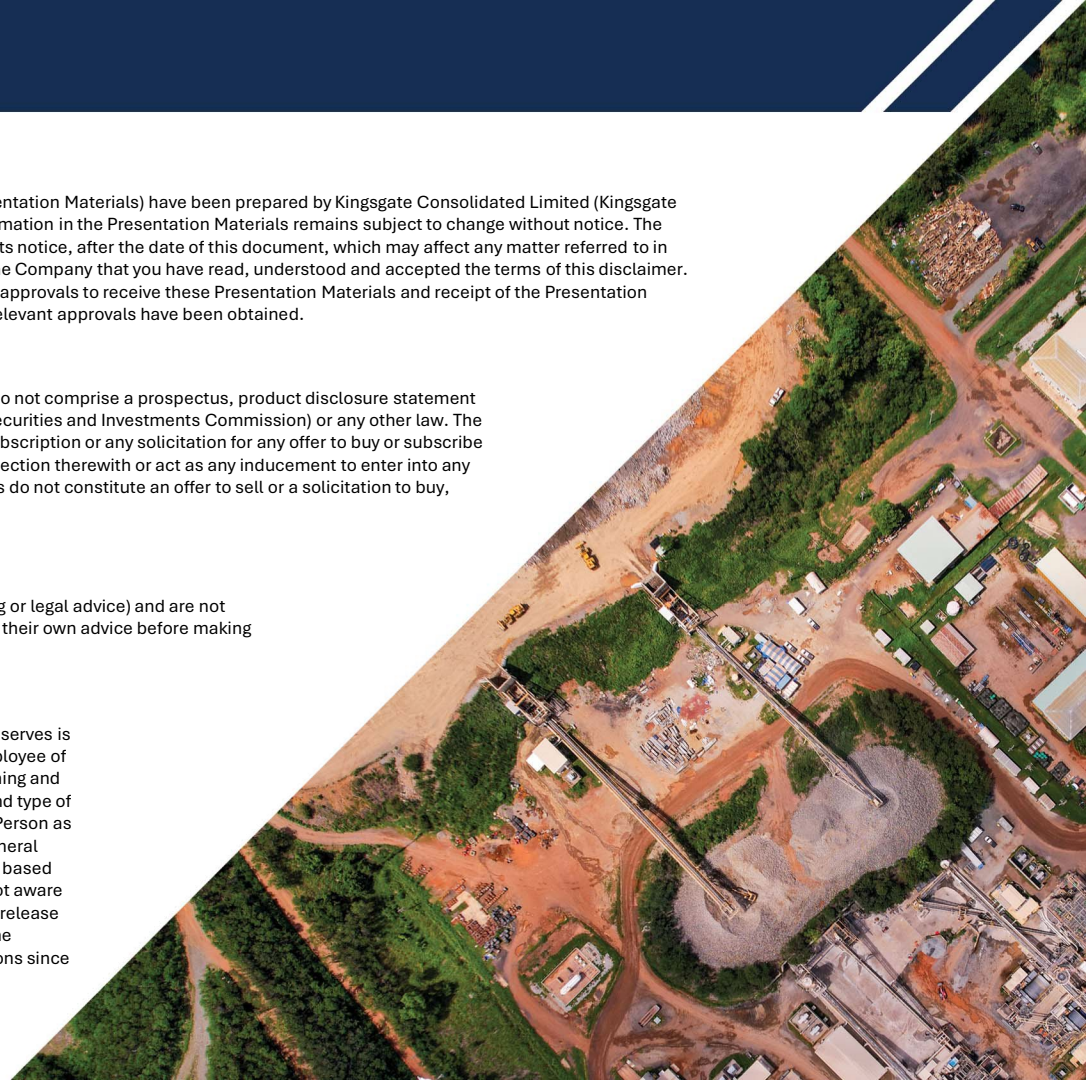 entation Materials) have been prepared by Kingsgate Consolidated Limited (Kingsgate
rmation in the Presentation Materials remains subject to change without notice. The
ts notice, after the date of this document, which may affect any matter referred to in
e Company that you have read, understood and accepted the terms of this disclaimer.
approvals to receive these Presentation Materials and receipt of the Presentation
elevant approvals have been obtained.
o not comprise a prospectus, product disclosure statement
ecurities and Investments Commission) or any other law. The
bscription or any solicitation for any offer to buy or subscribe
ection therewith or act as any inducement to enter into any
s do not constitute an offer to sell or a solicitation to buy,
g or legal advice) and are not
their own advice before making
serves is
ployee of
ning and
nd type of
Person as
neral
based
ot aware
release
he
ons since